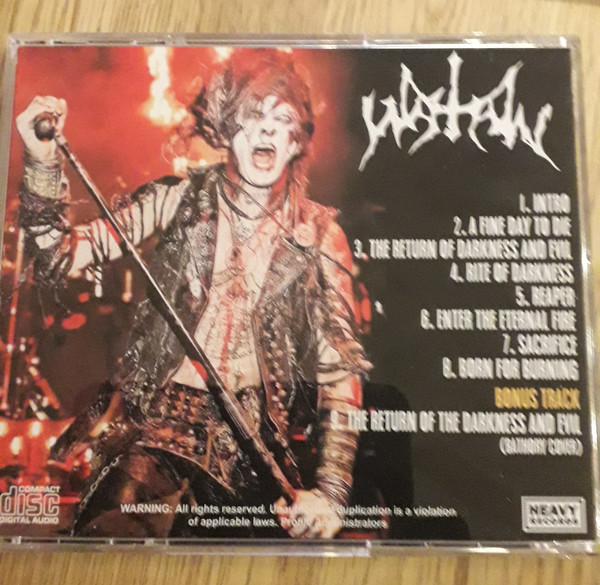 WATAIN
1. INTRO
2. A FINE DAY TO DIE
3. THE RETURN OF DARKNESS AND EVIL
4. RITE OF DARKNESS
5. REAPER
6. ENTER THE ETERNAL FIRE
7. SACRIFICE
8. BORN FOR BURNING
BONUS TRACK
9. THE RETURN OF THE DARKNESS AND EVIL
(BATHORY COVER)
COMPACT
disc
DIGITAL AUDIO
WARNING: All rights reserved. Unauthorized duplication is a violation
of applicable laws. Profile administrators
HEAVY
RECORDS